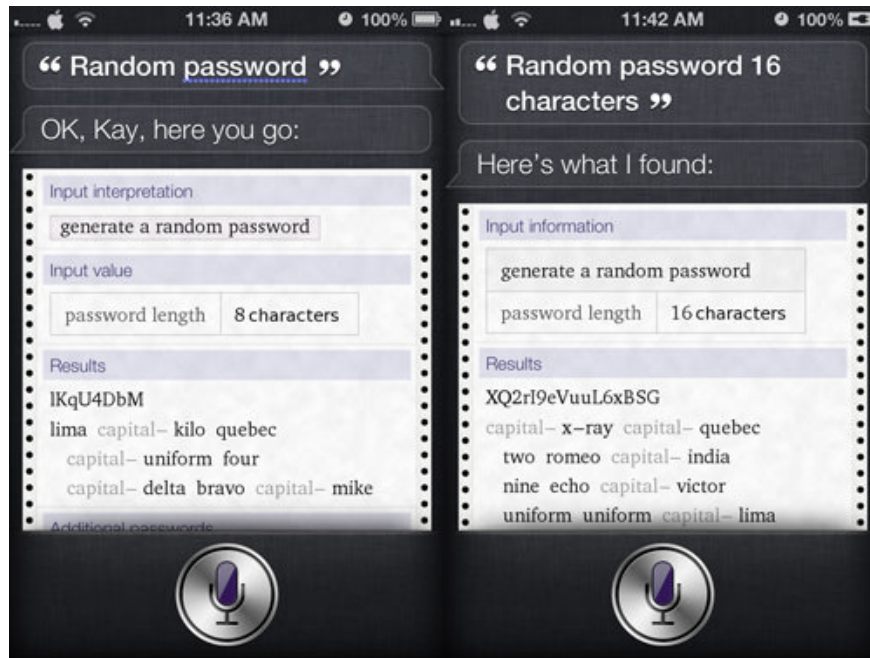 11:36 AM
100%
“ Random password ”
OK, Kay, here you go:
Input interpretation
generate a random password
Input value
password length 8 characters
Results
lKqU4DbM
lima capital– kilo quebec
capital– uniform four
capital– delta bravo capital– mike
Additional passwords
11:42 AM
100%
“ Random password 16
characters ”
Here's what I found:
Input information
generate a random password
password length 16 characters
Results
XQ2rI9eVuuL6xBSG
capital– x–ray capital– quebec
two romeo capital– india
nine echo capital– victor
uniform uniform capital– lima